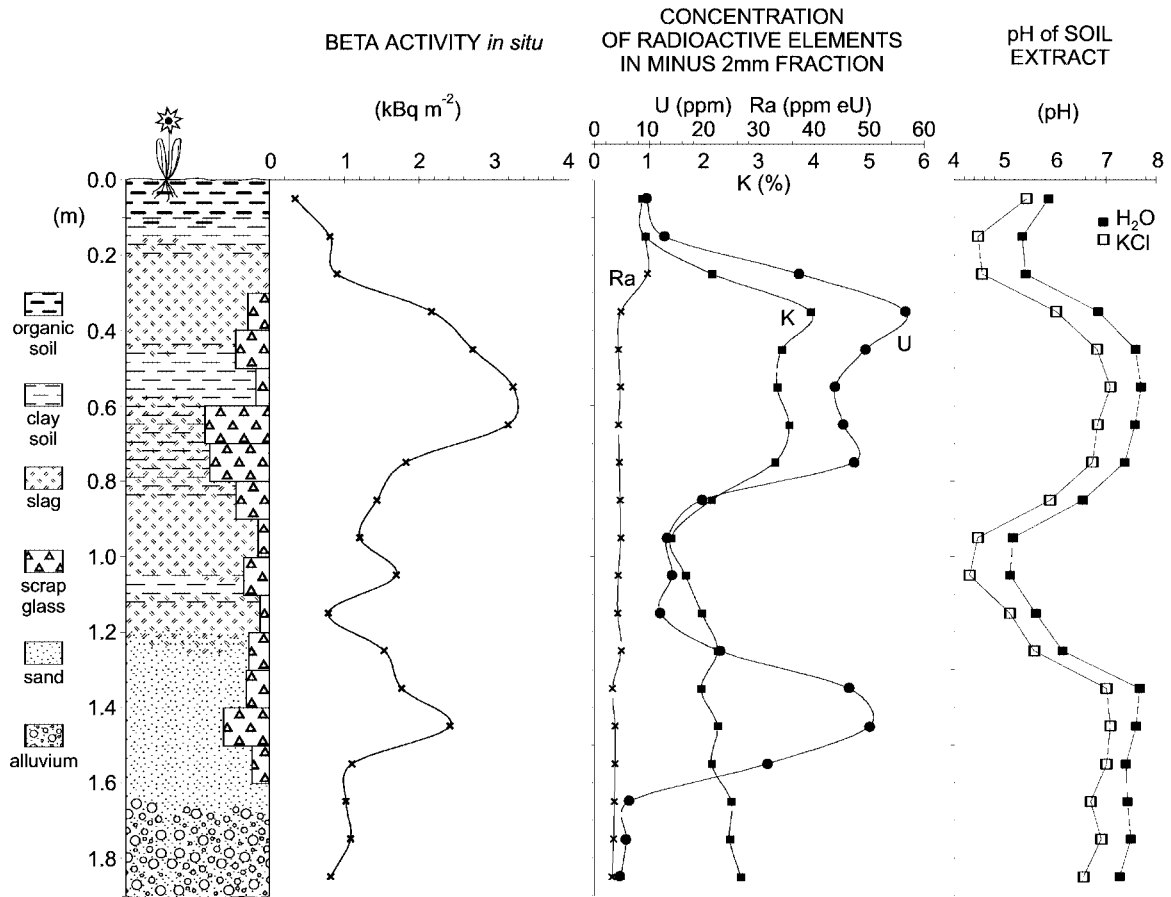 BETA ACTIVITY in situ
(kBq m-2)
CONCENTRATION
OF RADIOACTIVE ELEMENTS
IN MINUS 2mm FRACTION
U (ppm) Ra (ppm eU)
pH of SOIL
EXTRACT
(pH)
0 10 20 30 40 50 60
0 1 2 3 4
0 1 2 3 4 5 6
K (%)
4 5 6 7 8
0.0
(m)
0.2
0.4
0.6
0.8
1.0
1.2
1.4
1.6
1.8
organic
soil
clay
soil
slag
scrap
glass
sand
alluvium
Ra
K
U
H2O
KCl